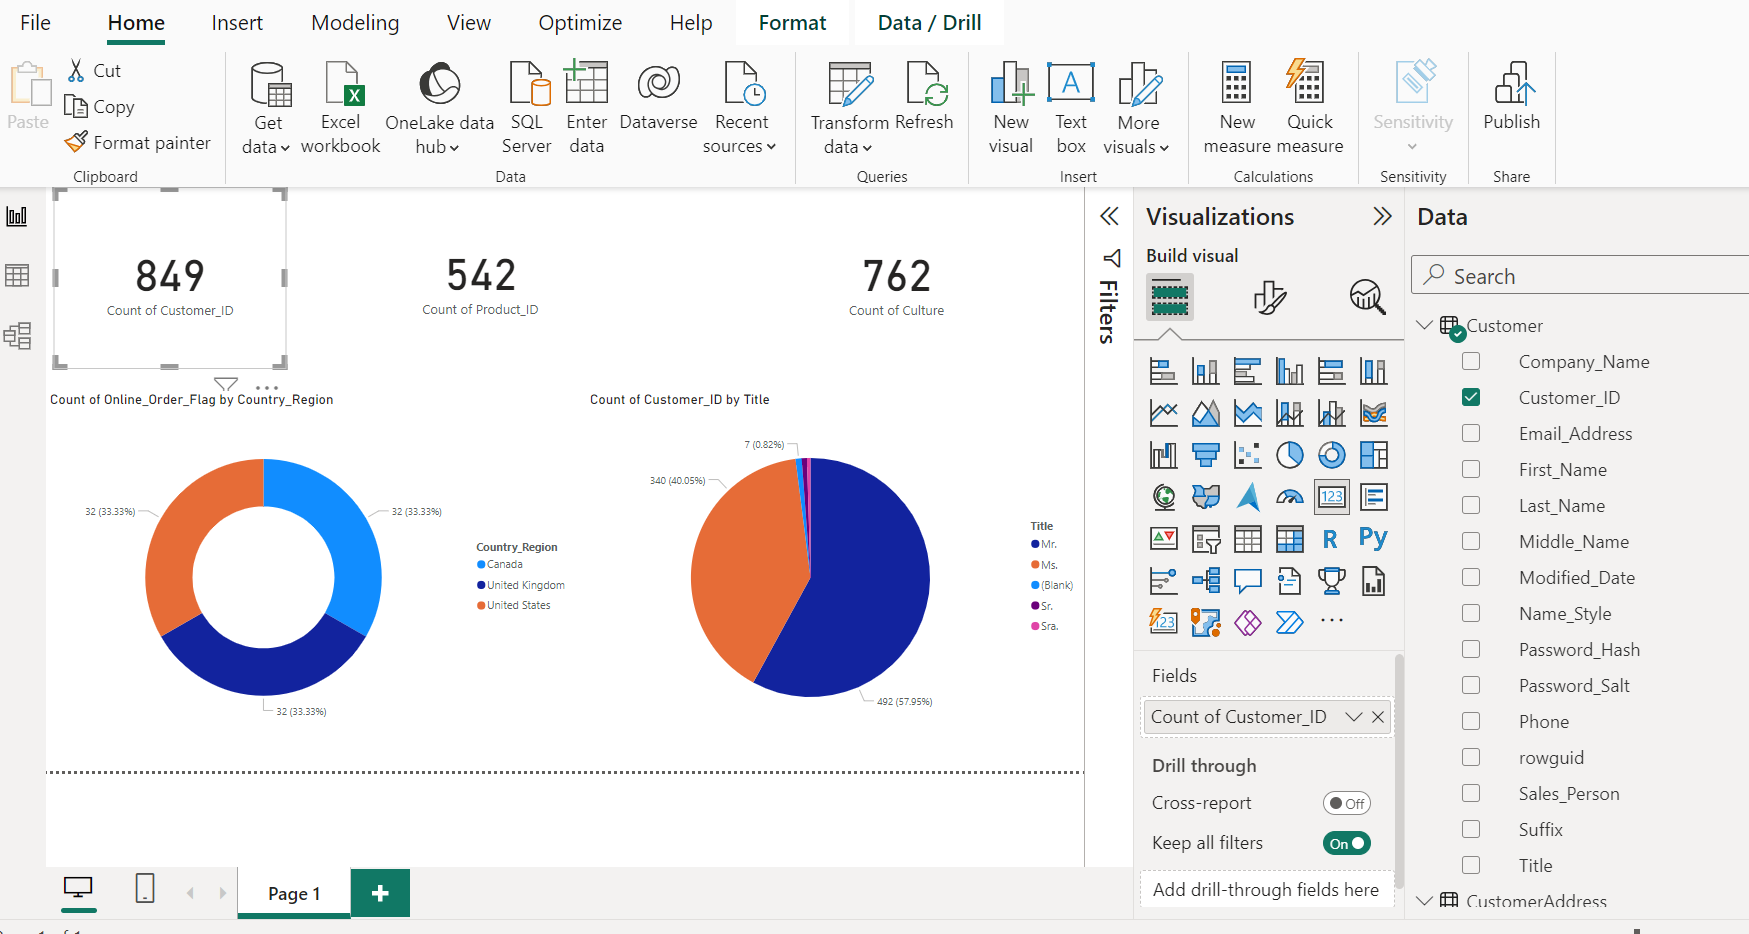 File Home Insert Modeling View Optimize Help Format Data / Drill
Paste
Cut
Copy
Format painter
Clipboard
Get data
Excel workbook
OneLake data hub
SQL Server
Enter data
Dataverse
Recent sources
Data
Transform data
Refresh
Queries
New visual
Text box
A
More visuals
Insert
New measure
Quick measure
Calculations
Sensitivity
Sensitivity
Publish
Share
849
Count of Customer_ID
542
Count of Product_ID
762
Count of Culture
Count of Online_Order_Flag by Country_Region
32 (33.33%)
32 (33.33%)
32 (33.33%)
Country_Region
Canada
United Kingdom
United States
Count of Customer_ID by Title
7 (0.82%)
340 (40.05%)
492 (57.95%)
Title
Mr.
Ms.
(Blank)
Sr.
Sra.
Filters
Visualizations
Build visual
123
R
Py
123
Fields
Count of Customer_ID
Drill through
Cross-report
Off
Keep all filters
On
Add drill-through fields here
Data
Search
Customer
Company_Name
Customer_ID
Email_Address
First_Name
Last_Name
Middle_Name
Modified_Date
Name_Style
Password_Hash
Password_Salt
Phone
rowguid
Sales_Person
Suffix
Title
CustomerAddress
Page 1